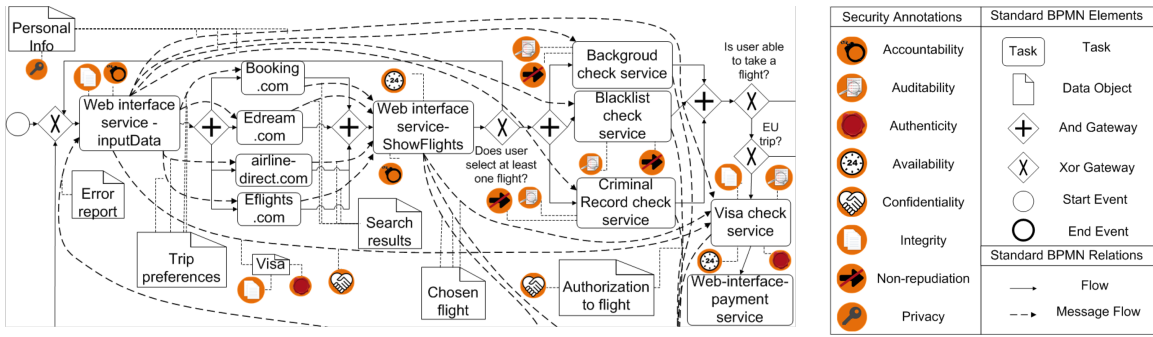 Personal
Info
Web interface
service -
inputData
Booking
.com
Edream
.com
airline-
direct.com
Eflights
.com
24
Web interface
service-
ShowFlights
X
X
Does user
select at least
one flight?
Backgroud
check service
Blacklist
check
service
Criminal
Record check
service
Is user able
to take a
flight?
X
EU
trip?
X
Visa check
service
24
Web-interface-
payment
service
Error
report
Trip
preferences
Visa
Search
results
Chosen
flight
Authorization
to flight
Security Annotations
Accountability
Auditability
Authenticity
24
Availability
Confidentiality
Integrity
Non-repudiation
Privacy
Standard BPMN Elements
Task
Task
Data Object
And Gateway
X
Xor Gateway
Start Event
End Event
Standard BPMN Relations
Flow
Message Flow